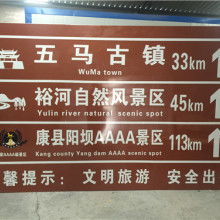 五马古镇 33km
WuMa town
裕河自然风景区 45km
Yulin river natural scenic spot
康县阳坝AAAA景区 113km
Kang county Yang dam AAAA scenic spot
馨提示：文明旅游 安全出